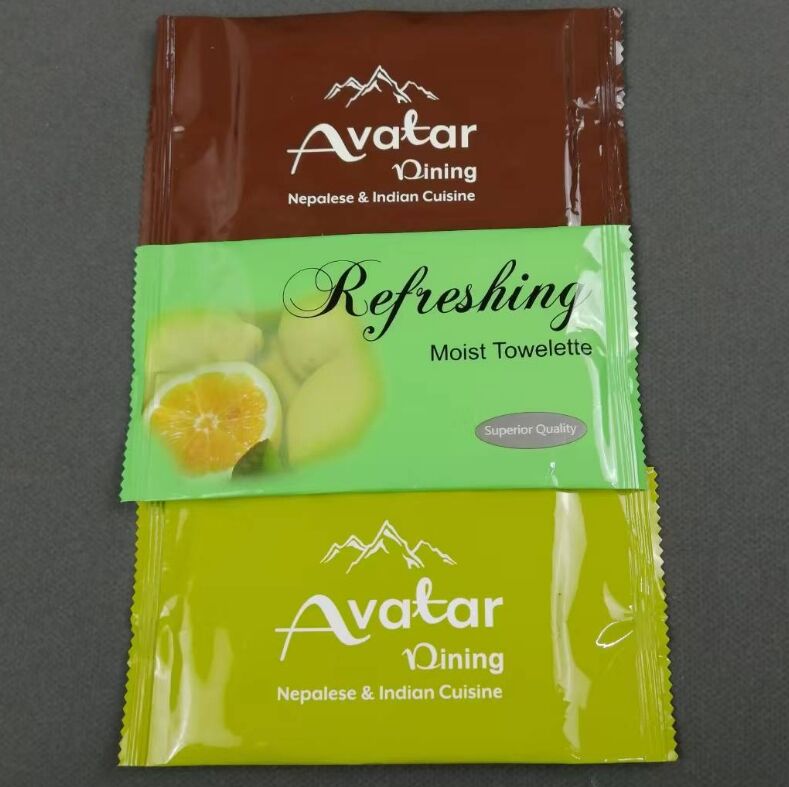 Avatar
Dining
Nepalese & Indian Cuisine
Refreshing
Moist Towelette
Superior Quality
Avatar
Dining
Nepalese & Indian Cuisine